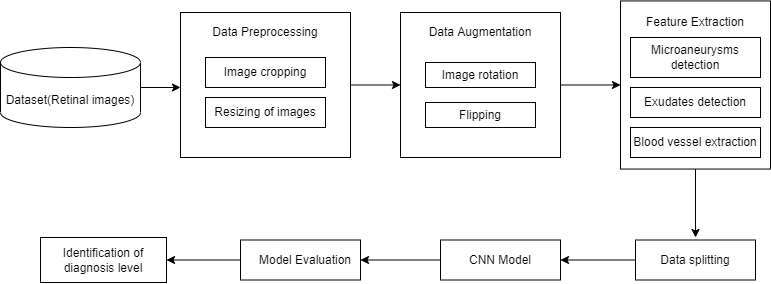 Dataset(Retinal images)
Data Preprocessing
Image cropping
Resizing of images
Data Augmentation
Image rotation
Flipping
Feature Extraction
Microaneurysms
detection
Exudates detection
Blood vessel extraction
Data splitting
CNN Model
Model Evaluation
Identification of
diagnosis level